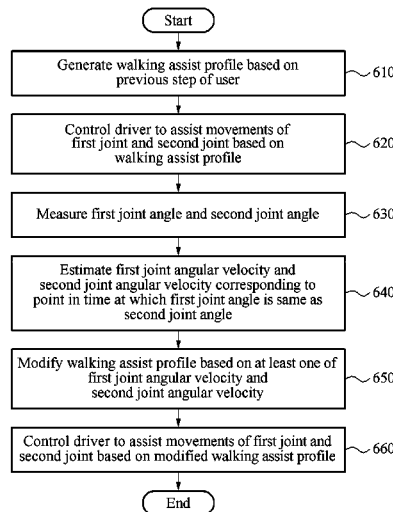 Start
Generate walking assist profile based on
previous step of user
610
Control driver to assist movements of
first joint and second joint based on
walking assist profile
620
Measure first joint angle and second joint angle
630
Estimate first joint angular velocity and
second joint angular velocity corresponding to
point in time at which first joint angle is same as
second joint angle
640
Modify walking assist profile based on at least one of
first joint angular velocity and
second joint angular velocity
650
Control driver to assist movements of first joint and
second joint based on modified walking assist profile
660
End